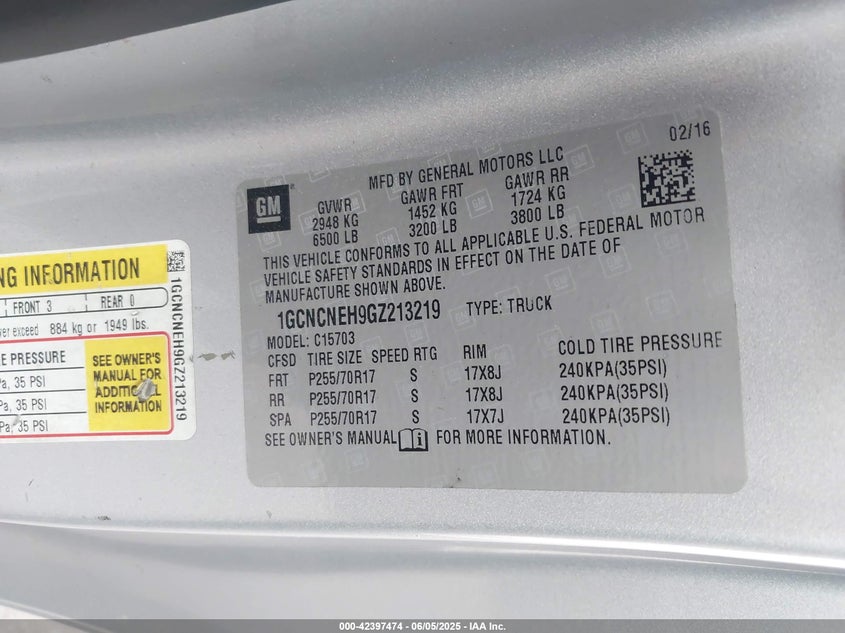 02/16
MFD BY GENERAL MOTORS LLC
GM
GVWR GAWR FRT GAWR RR
2948 KG 1452 KG 1724 KG
6500 LB 3200 LB 3800 LB
THIS VEHICLE CONFORMS TO ALL APPLICABLE U.S. FEDERAL MOTOR
VEHICLE SAFETY STANDARDS IN EFFECT ON THE DATE OF
MANUFACTURE SHOWN ABOVE.
1GCNCNEH9GZ213219 TYPE: TRUCK
MODEL: C15703
CFSD TIRE SIZE SPEED RTG RIM COLD TIRE PRESSURE
FRT P255/70R17 S 17X8J 240KPA(35PSI)
RR P255/70R17 S 17X8J 240KPA(35PSI)
SPA P255/70R17 S 17X7J 240KPA(35PSI)
SEE OWNER'S MANUAL FOR MORE INFORMATION.
NG INFORMATION
FRONT 3 REAR 0
ver exceed 884 kg or 1949 lbs.
PRESSURE
35 PSI
35 PSI
35 PSI
SEE OWNER'S
MANUAL FOR
ADDITIONAL
INFORMATION
1GCNCNEH9GZ213219
000-42397474 | 06/05/2025 - IAA Inc.